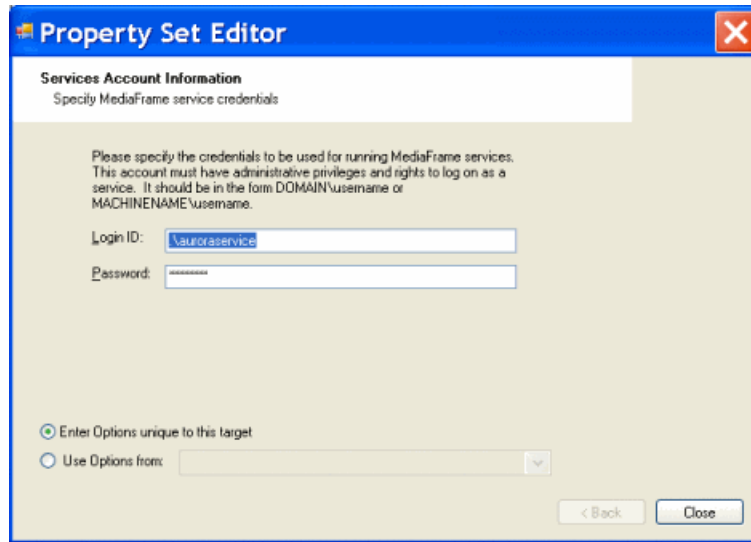 Property Set Editor
Services Account Information
Specify MediaFrame service credentials
Please specify the credentials to be used for running MediaFrame services.
This account must have administrative privileges and rights to log on as a
service. It should be in the form DOMAIN\username or
MACHINENAME\username.
Login ID: .\auroraservice
Password: ********
Enter Options unique to this target
Use Options from:
< Back Close